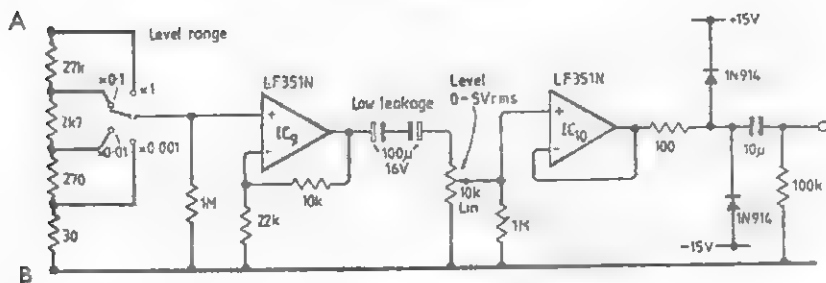 A
Level range
27k
×0·1
×1
2k7
×0·01
×0·001
270
30
B
1M
LF351N
+
−
IC9
10k
22k
Low leakage
100µ
16V
Level
0–5Vrms
10k
Lin
1M
LF351N
+
−
IC10
100
+15V
1N914
10µ
1N914
100k
−15V